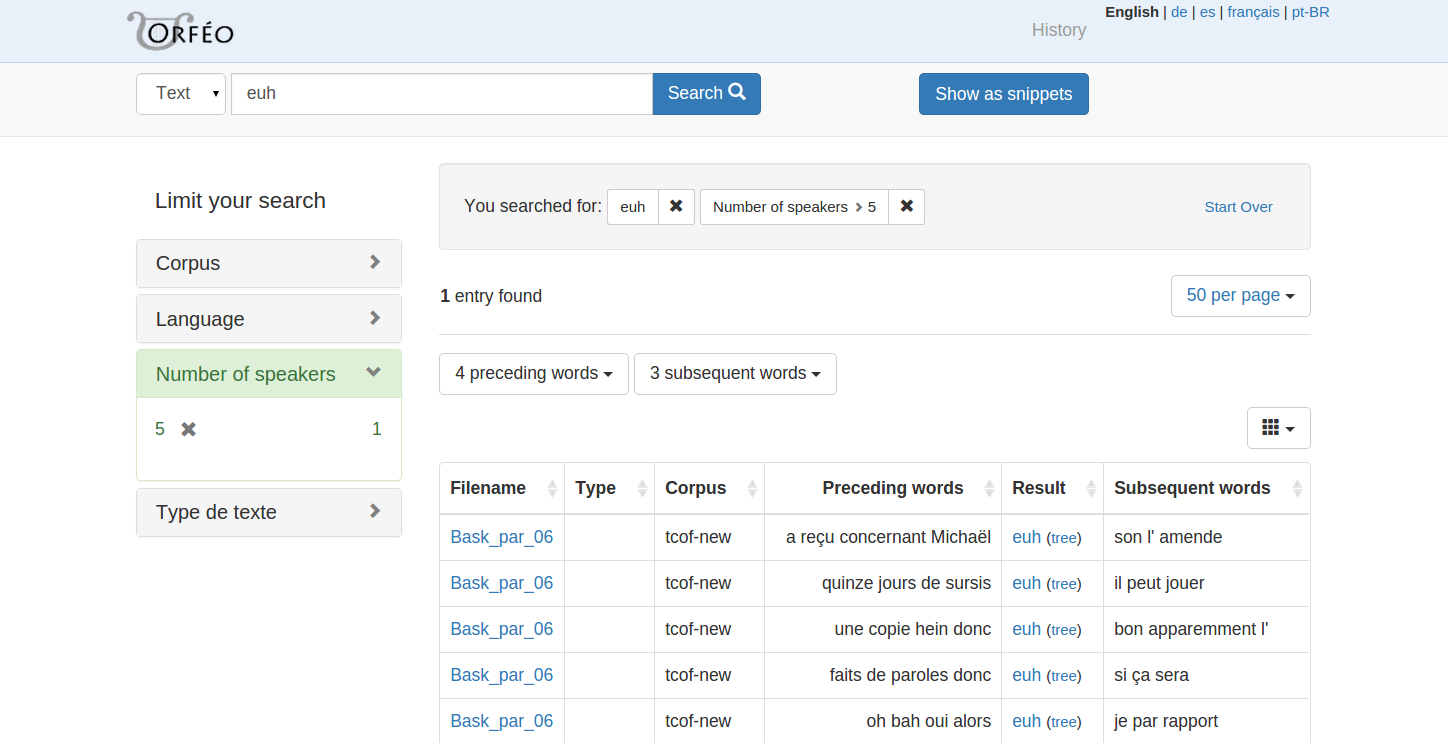 ORFÉO
History
English | de | es | français | pt-BR
Text
euh
Search
Show as snippets
Limit your search
Corpus
Language
Number of speakers
5 ✖ 1
Type de texte
You searched for: euh ✖ Number of speakers > 5 ✖ Start Over
1 entry found
50 per page
4 preceding words
3 subsequent words
Filename Type Corpus Preceding words Result Subsequent words
Bask_par_06 tcof-new a reçu concernant Michaël euh (tree) son l' amende
Bask_par_06 tcof-new quinze jours de sursis euh (tree) il peut jouer
Bask_par_06 tcof-new une copie hein donc euh (tree) bon apparemment l'
Bask_par_06 tcof-new faits de paroles donc euh (tree) si ça sera
Bask_par_06 tcof-new oh bah oui alors euh (tree) je par rapport